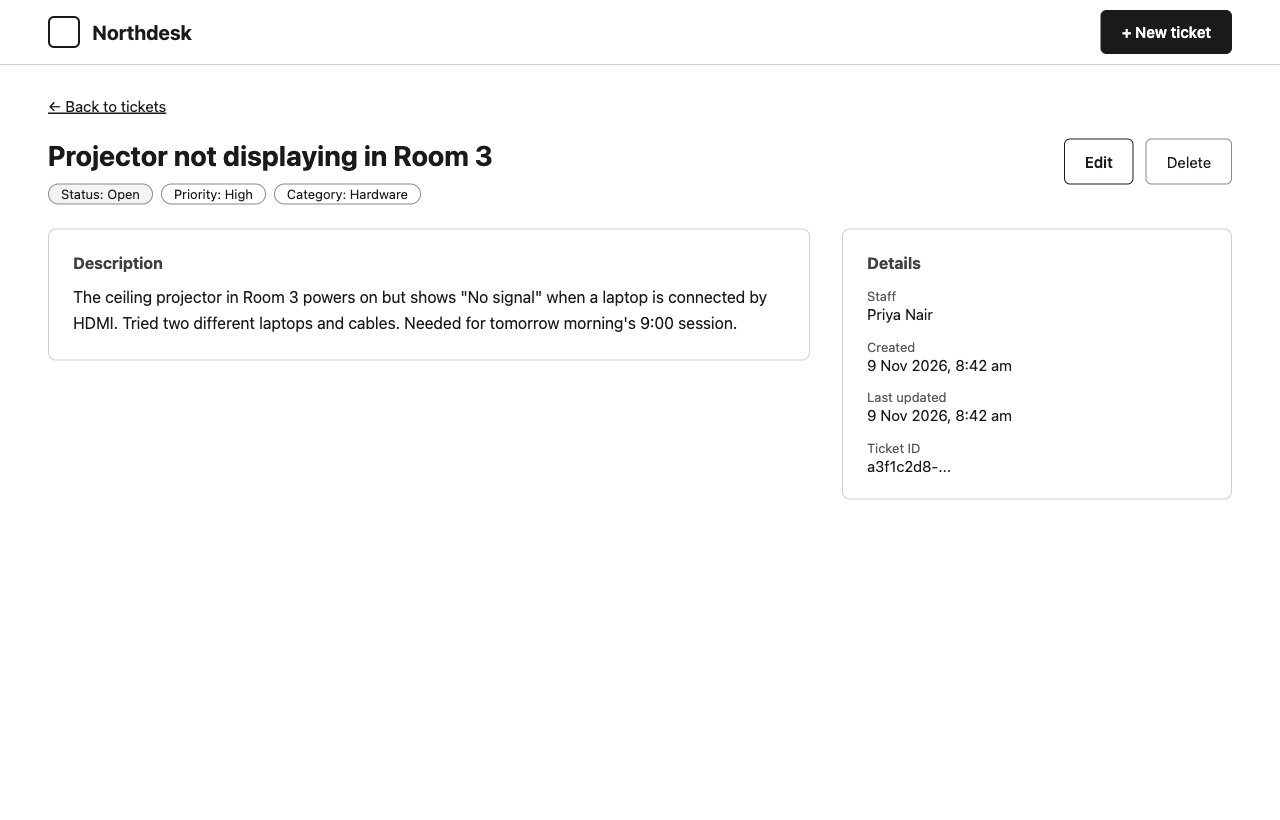 Northdesk
+ New ticket
← Back to tickets
Projector not displaying in Room 3
Edit
Delete
Status: Open
Priority: High
Category: Hardware
Description
The ceiling projector in Room 3 powers on but shows "No signal" when a laptop is connected by
HDMI. Tried two different laptops and cables. Needed for tomorrow morning's 9:00 session.
Details
Staff
Priya Nair
Created
9 Nov 2026, 8:42 am
Last updated
9 Nov 2026, 8:42 am
Ticket ID
a3f1c2d8-...